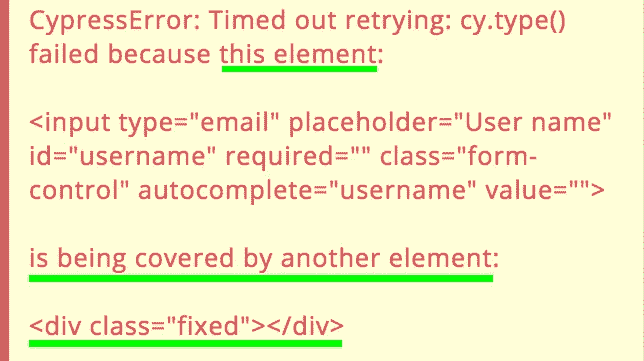 CypressError: Timed out retrying: cy.type()
failed because this element:
<input type="email" placeholder="User name"
id="username" required="" class="form-
control" autocomplete="username" value="">
is being covered by another element:
<div class="fixed"></div>